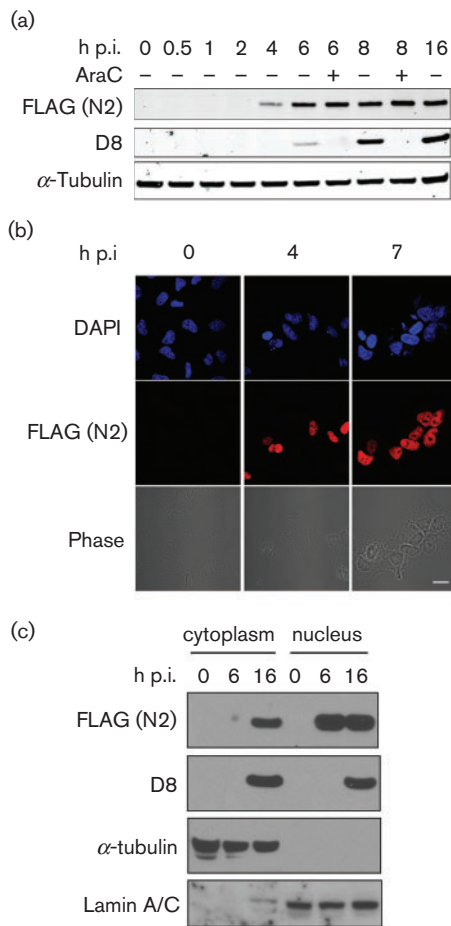 (a)
h p.i. 0 0.5 1 2 4 6 6 8 8 16
AraC – – – – – – + – + –
FLAG (N2)
D8
α-Tubulin
(b)
h p.i 0 4 7
DAPI
FLAG (N2)
Phase
(c)
cytoplasm nucleus
h p.i. 0 6 16 0 6 16
FLAG (N2)
D8
α-tubulin
Lamin A/C